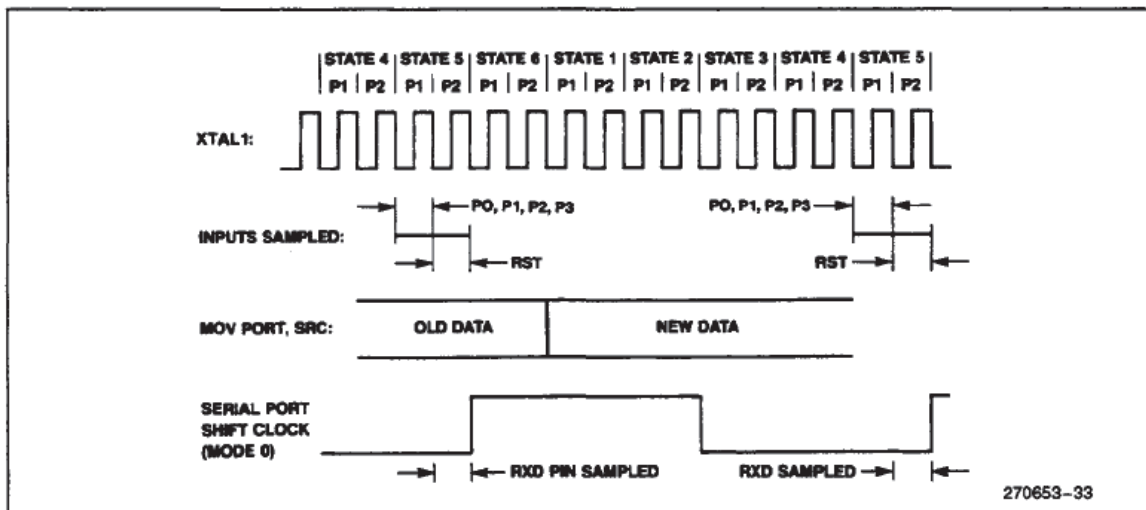 STATE 4 STATE 5 STATE 6 STATE 1 STATE 2 STATE 3 STATE 4 STATE 5
P1 P2 P1 P2 P1 P2 P1 P2 P1 P2 P1 P2 P1 P2 P1 P2
XTAL1:
P0, P1, P2, P3 P0, P1, P2, P3
INPUTS SAMPLED:
RST RST
MOV PORT, SRC: OLD DATA NEW DATA
SERIAL PORT
SHIFT CLOCK
(MODE 0)
RXD PIN SAMPLED RXD SAMPLED
270653-33